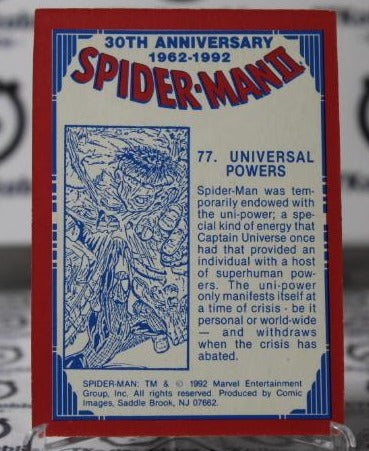 30TH ANNIVERSARY
1962-1992
SPIDER-MAN II
77. UNIVERSAL
POWERS
Spider-Man was tem-
porarily endowed with
the uni-power; a spe-
cial kind of energy that
Captain Universe once
had that provided an
individual with a host
of superhuman pow-
ers. The uni-power
only manifests itself at
a time of crisis - be it
personal or world-wide
— and withdraws
when the crisis has
abated.
SPIDER-MAN: TM & © 1992 Marvel Entertainment
Group, Inc. All rights reserved. Produced by Comic
Images, Saddle Brook, NJ 07662.